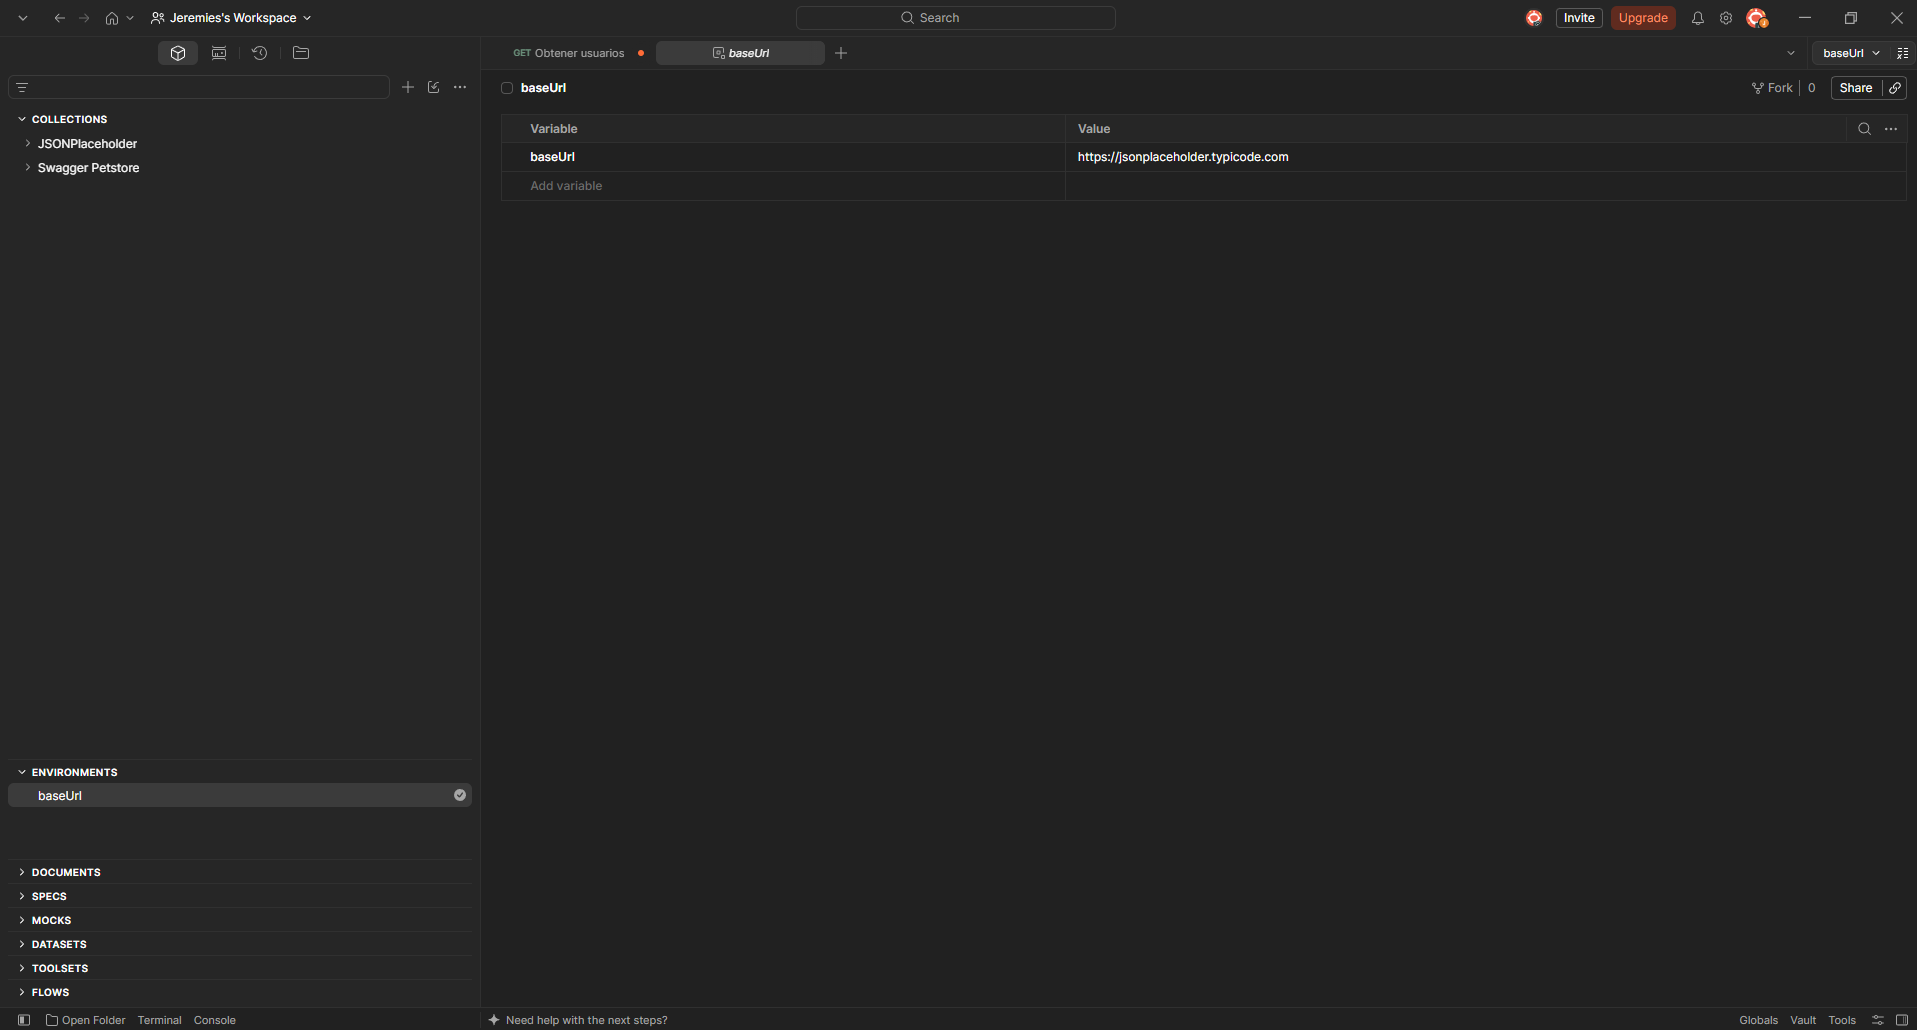 Jeremies's Workspace
Search
Invite
Upgrade
GET Obtener usuarios
baseUrl
baseUrl
baseUrl
Fork
0
Share
COLLECTIONS
JSONPlaceholder
Swagger Petstore
Variable
Value
baseUrl
https://jsonplaceholder.typicode.com
Add variable
ENVIRONMENTS
baseUrl
DOCUMENTS
SPECS
MOCKS
DATASETS
TOOLSETS
FLOWS
Open Folder
Terminal
Console
Need help with the next steps?
Globals
Vault
Tools